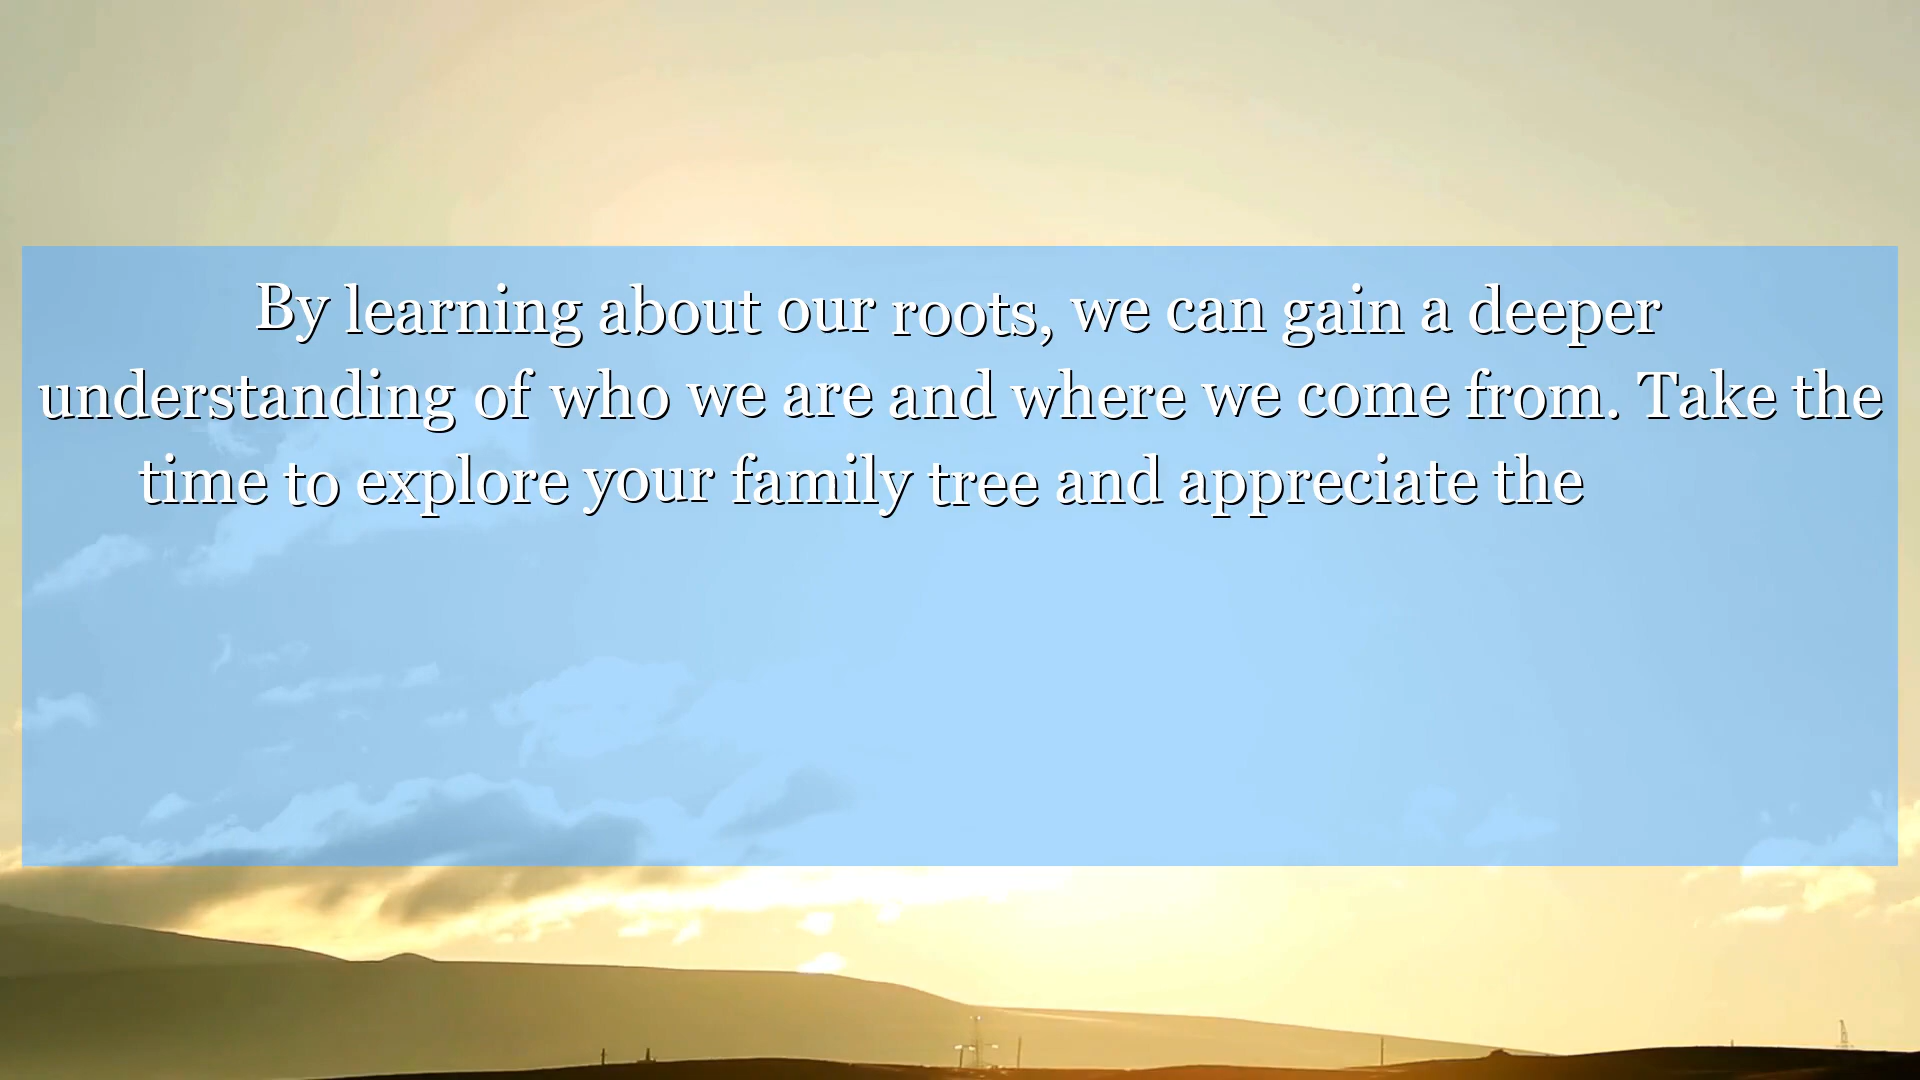 By learning about our roots, we can gain a deeper
understanding of who we are and where we come from. Take the
time to explore your family tree and appreciate the